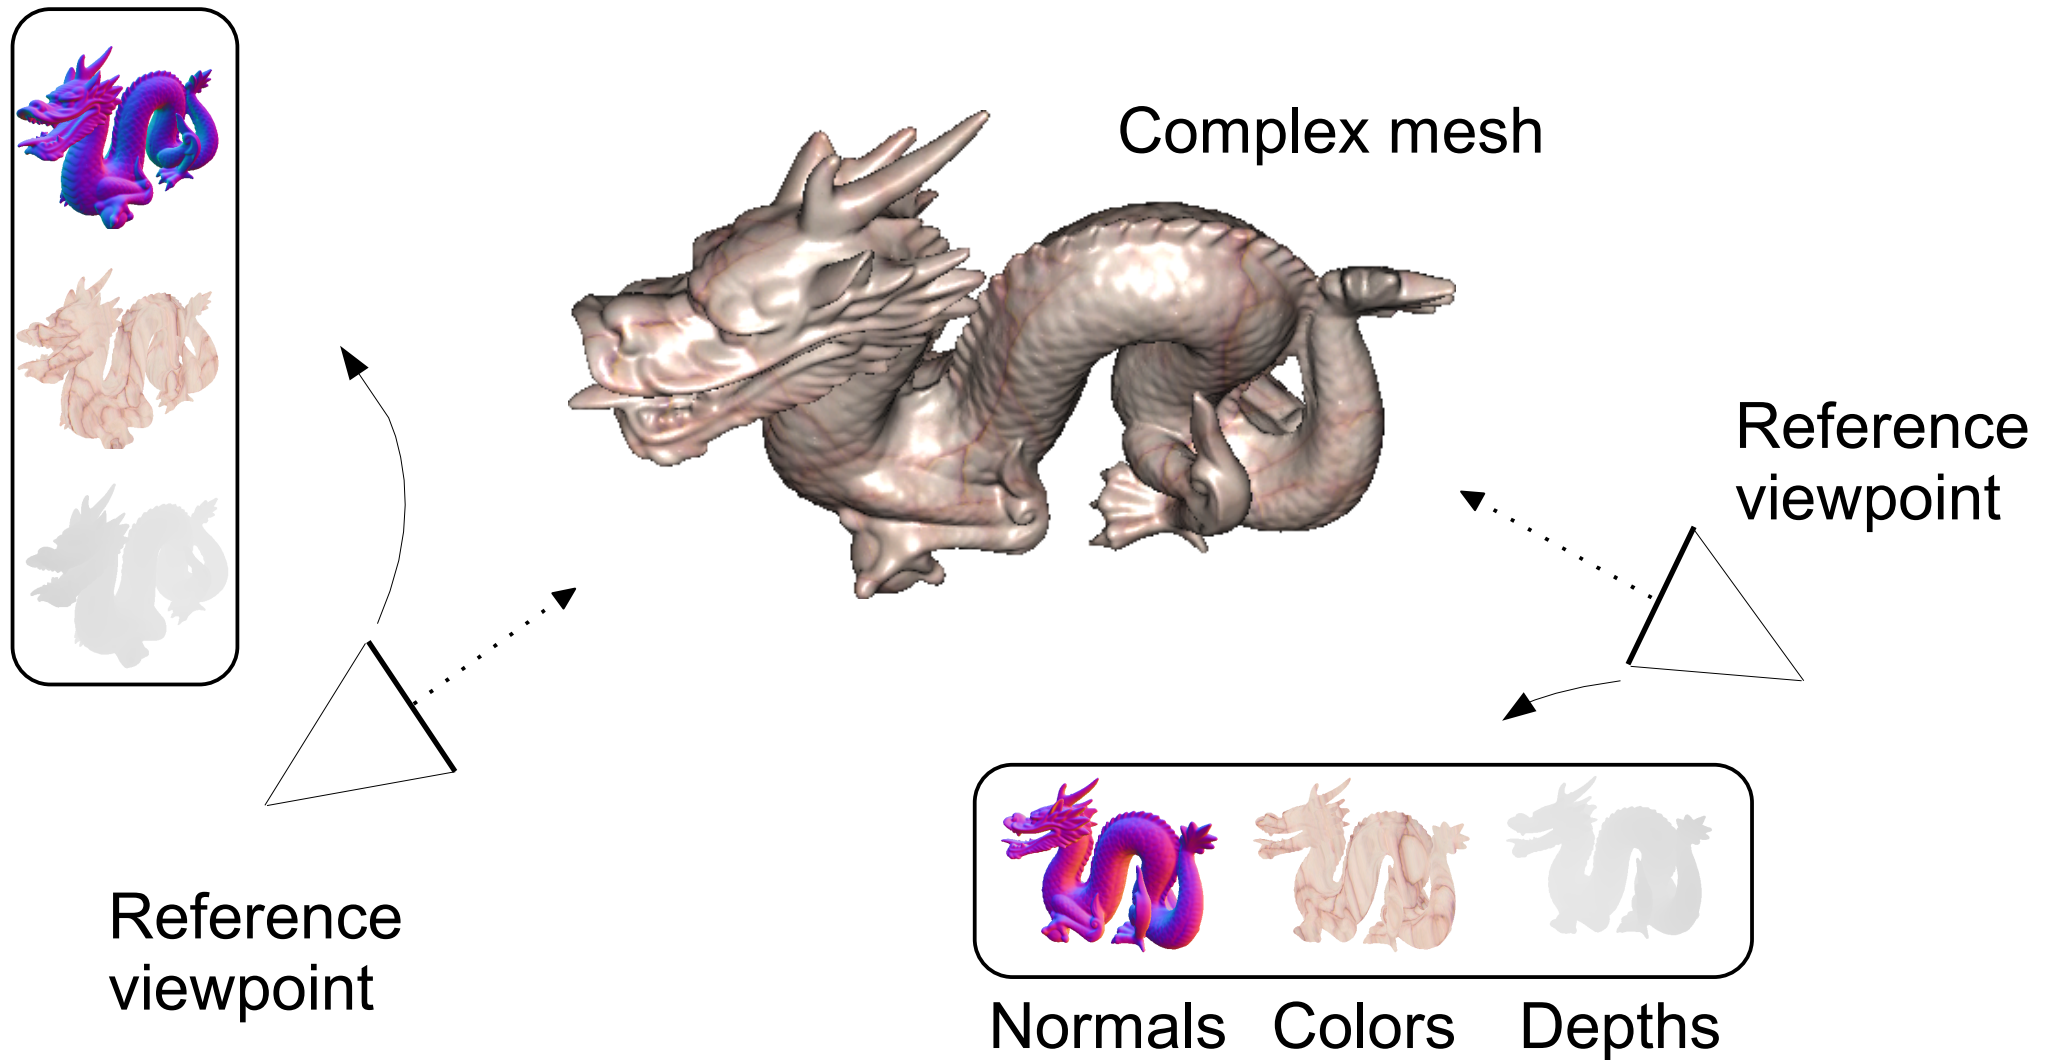 Complex mesh
Reference
viewpoint
Reference
viewpoint
Normals Colors Depths